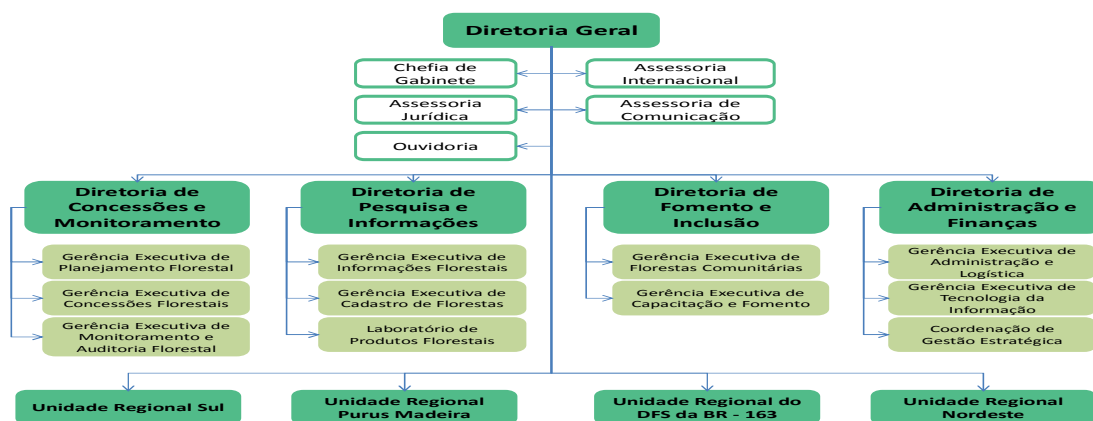 Diretoria Geral
Chefia de
Gabinete
Assessoria
Internacional
Assessoria
Jurídica
Assessoria de
Comunicação
Ouvidoria
Diretoria de
Concessões e
Monitoramento
Gerência Executiva de
Planejamento Florestal
Gerência Executiva de
Concessões Florestais
Gerência Executiva de
Monitoramento e
Auditoria Florestal
Diretoria de
Pesquisa e
Informações
Gerência Executiva de
Informações Florestais
Gerência Executiva de
Cadastro de Florestas
Laboratório de
Produtos Florestais
Diretoria de
Fomento e
Inclusão
Gerência Executiva de
Florestas Comunitárias
Gerência Executiva de
Capacitação e Fomento
Diretoria de
Administração e
Finanças
Gerência Executiva de
Administração e
Logística
Gerência Executiva de
Tecnologia da
Informação
Coordenação de
Gestão Estratégica
Unidade Regional Sul
Unidade Regional
Purus Madeira
Unidade Regional do
DFS da BR - 163
Unidade Regional
Nordeste